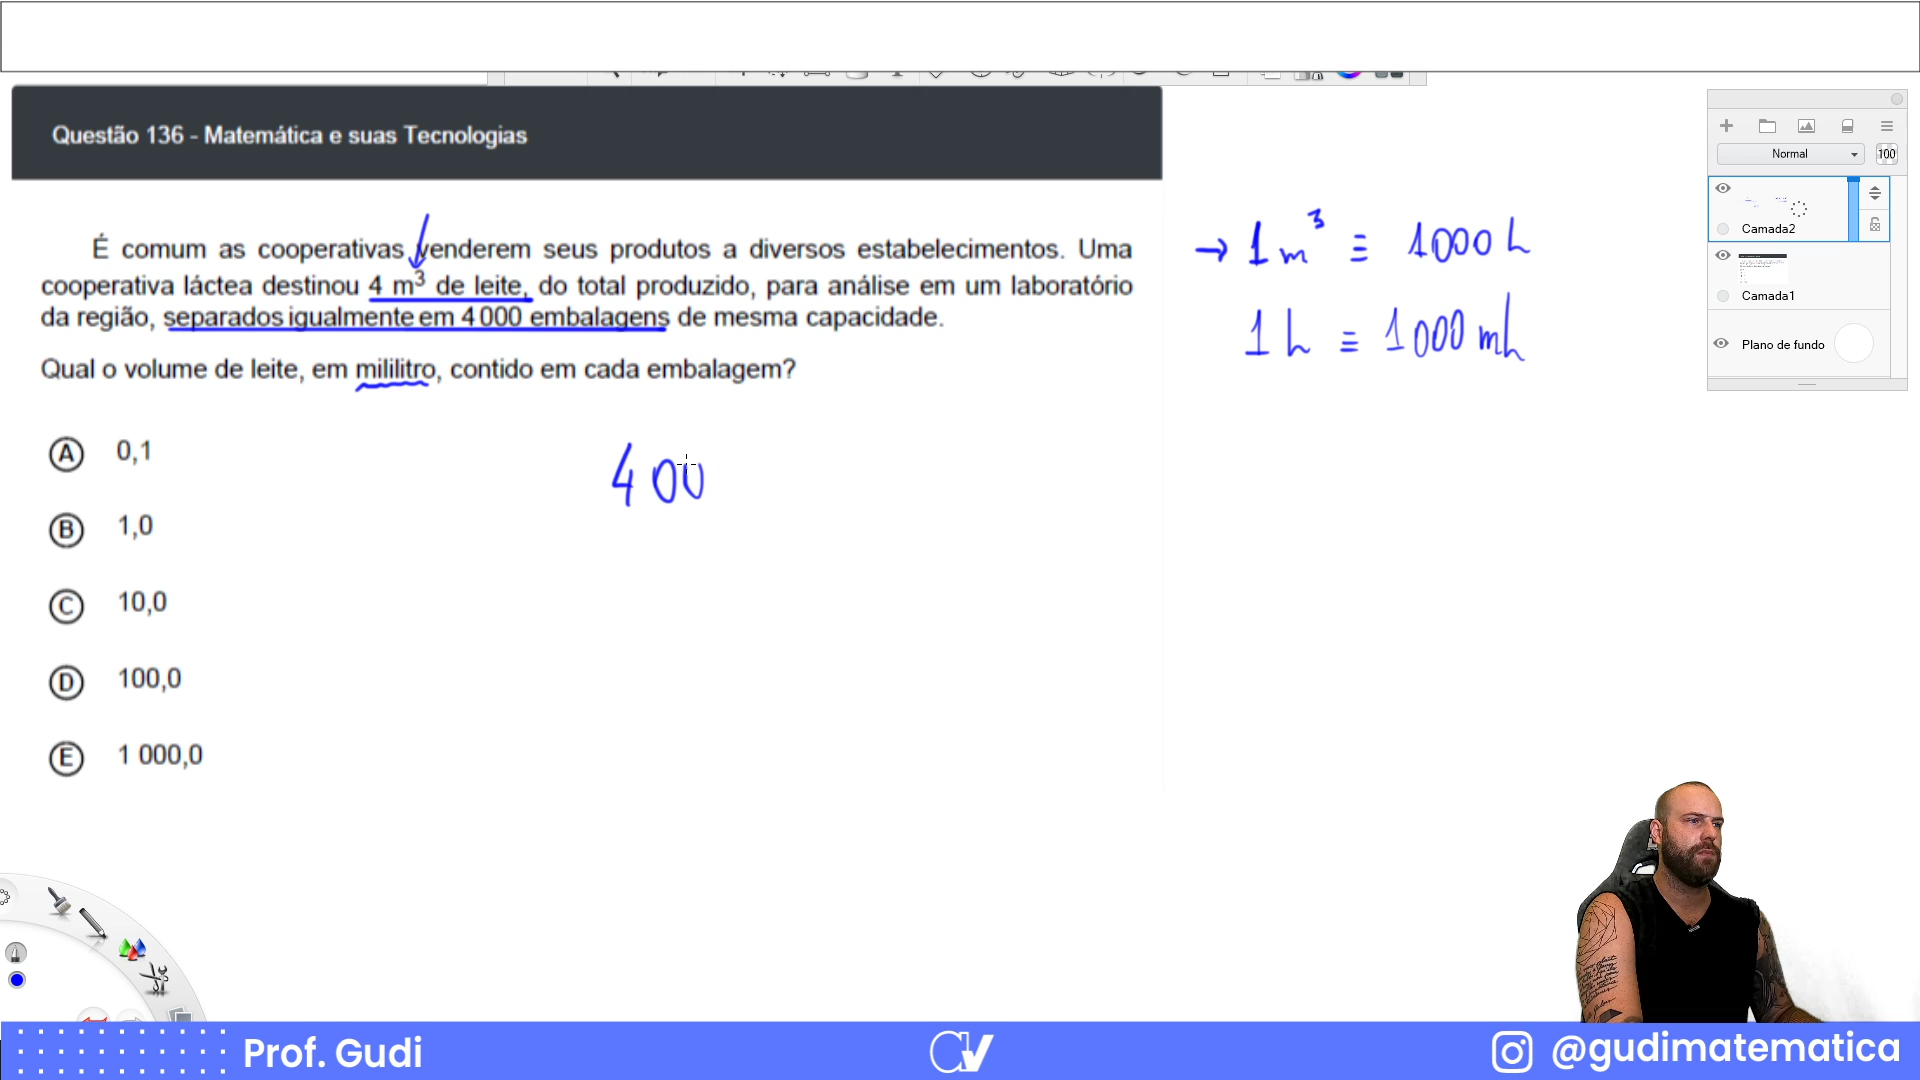 Questão 136 - Matemática e suas Tecnologias
É comum as cooperativas venderem seus produtos a diversos estabelecimentos. Uma
cooperativa láctea destinou 4 m³ de leite, do total produzido, para análise em um laboratório
da região, separados igualmente em 4 000 embalagens de mesma capacidade.
Qual o volume de leite, em mililitro, contido em cada embalagem?
A 0,1
B 1,0
C 10,0
D 100,0
E 1 000,0
400
→ 1 m³ ≡ 1000 L
1 L ≡ 1000 mL
Normal 100
Camada2
Camada1
Plano de fundo
Prof. Gudi
CV
@gudimatematica